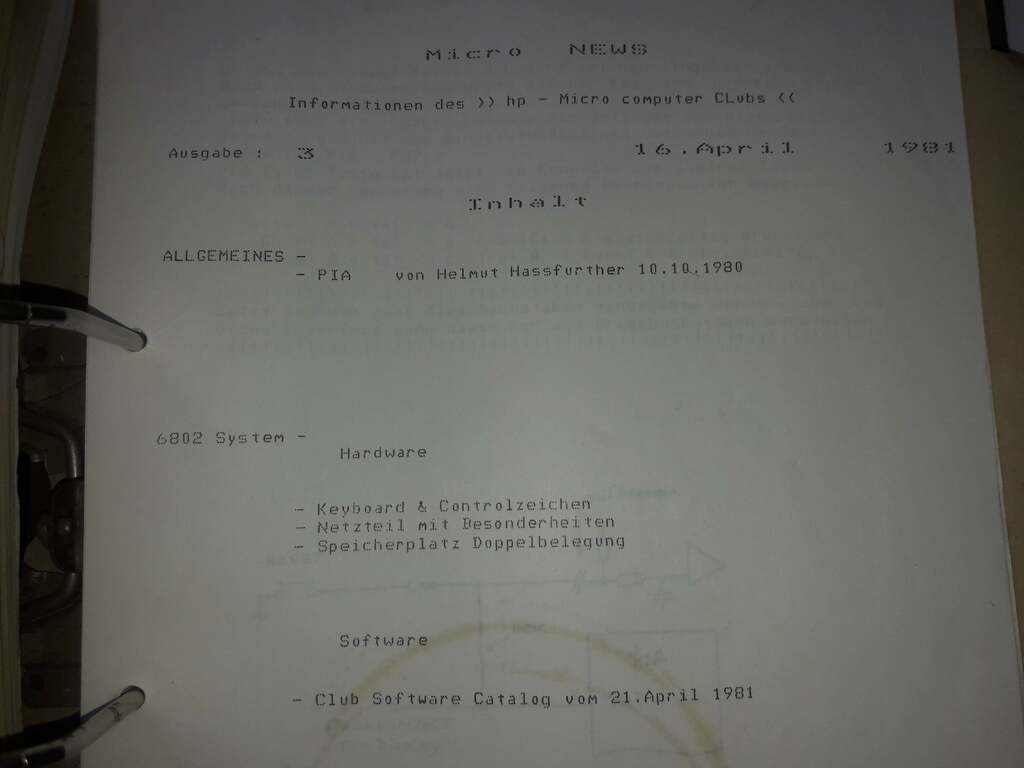 Micro NEWS
Informationen des >> hp - Micro computer CLubs <<
Ausgabe : 3 16.April 1981
Inhalt
ALLGEMEINES -
- PIA von Helmut Hassfurther 10.10.1980
6802 System -
Hardware
- Keyboard & Controlzeichen
- Netzteil mit Besonderheiten
- Speicherplatz Doppelbelegung
Software
- Club Software Catalog vom 21.April 1981